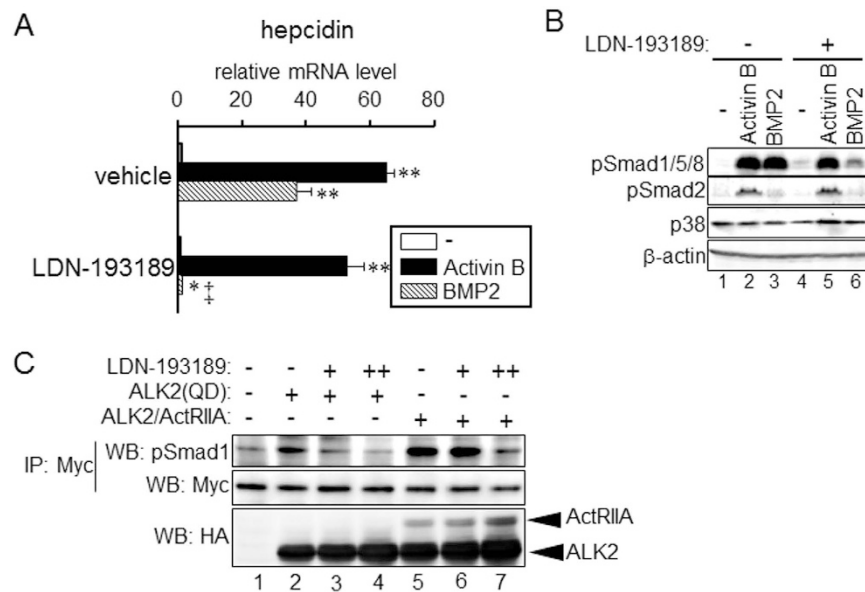 A
hepcidin
relative mRNA level
0 20 40 60 80
vehicle
**
**
LDN-193189
**
* ‡
-
Activin B
BMP2
B
LDN-193189: - +
- Activin B BMP2 - Activin B BMP2
pSmad1/5/8
pSmad2
p38
β-actin
1 2 3 4 5 6
C
LDN-193189: - - + ++ - + ++
ALK2(QD): - + + + - - -
ALK2/ActRIIA: - - - - + + +
IP: Myc
WB: pSmad1
WB: Myc
WB: HA
ActRIIA
ALK2
1 2 3 4 5 6 7